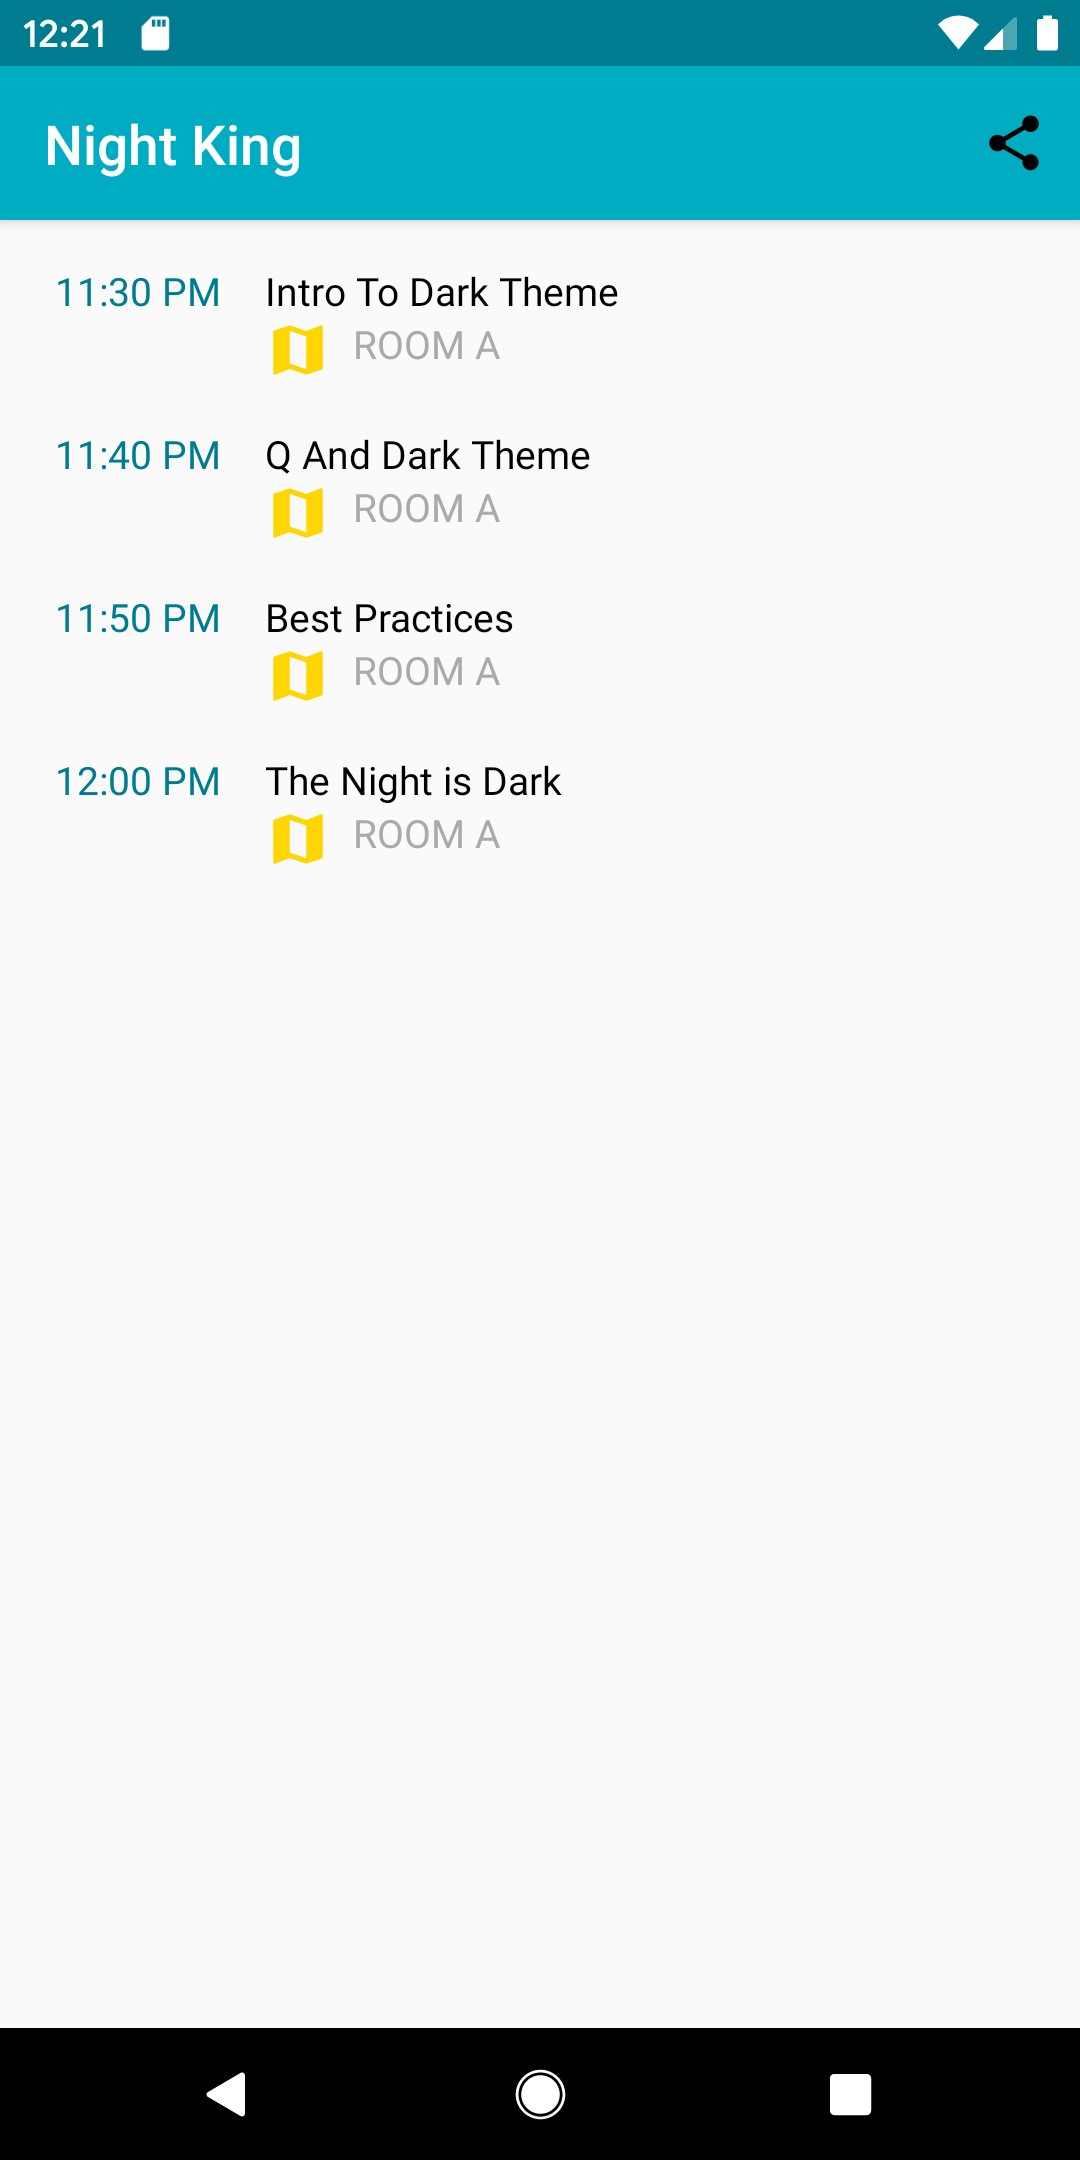 12:21
Night King
11:30 PM Intro To Dark Theme
ROOM A
11:40 PM Q And Dark Theme
ROOM A
11:50 PM Best Practices
ROOM A
12:00 PM The Night is Dark
ROOM A